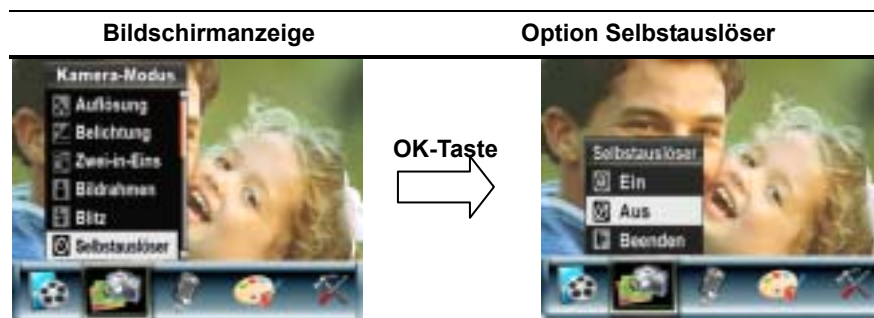 Bildschirmanzeige
Option Selbstauslöser
Kamera-Modus
Auflösung
Belichtung
Zwei-in-Eins
Bildrahmen
Blitz
Selbstauslöser
OK-Taste
Selbstauslöser
Ein
Aus
Beenden